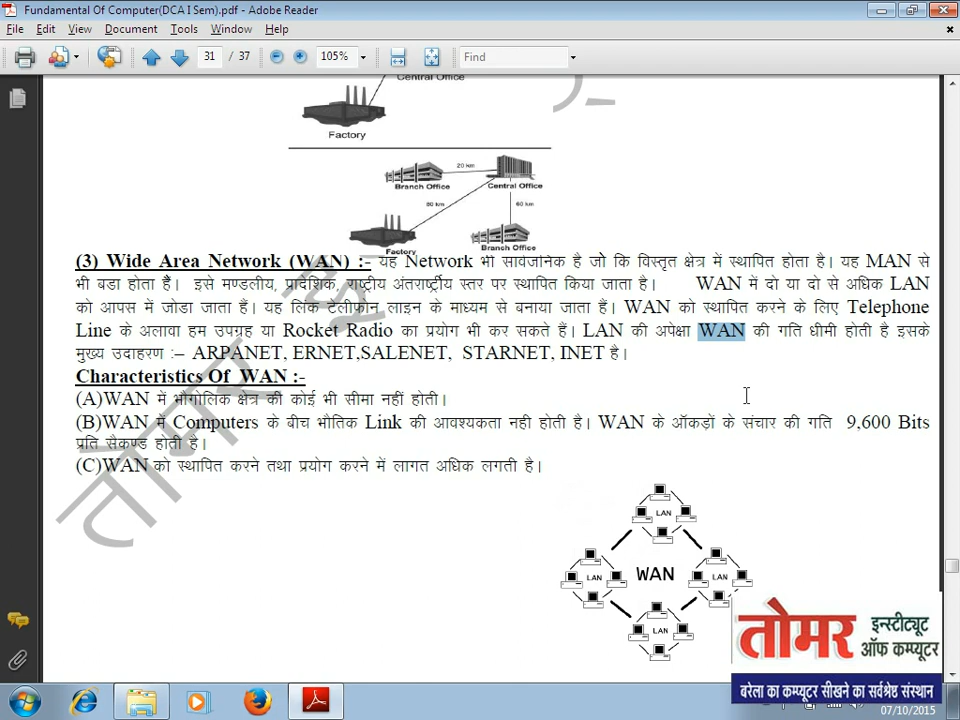 Fundamental Of Computer(DCA I Sem).pdf - Adobe Reader
File Edit View Document Tools Window Help
31 / 37 105% Find
Central Office
Factory
20 km
Branch Office Central Office
60 km 60 km
Factory Branch Office
(3) Wide Area Network (WAN) :- यह Network भी सार्वजनिक है जो कि विस्तृत क्षेत्र में स्थापित होता है। यह MAN से
भी बडा होता हैं। इसे मण्डलीय, प्रादेशिक, राष्ट्रीय अंतराष्ट्रीय स्तर पर स्थापित किया जाता है। WAN में दो या दो से अधिक LAN
को आपस में जोडा जाता हैं। यह लिंक टेलीफोन लाइन के माध्यम से बनाया जाता हैं। WAN को स्थापित करने के लिए Telephone
Line के अलावा हम उपग्रह या Rocket Radio का प्रयोग भी कर सकते हैं। LAN की अपेक्षा WAN की गति धीमी होती है इसके
मुख्य उदाहरण :– ARPANET, ERNET,SALENET, STARNET, INET है।
Characteristics Of WAN :-
(A)WAN में भौगोलिक क्षेत्र की कोई भी सीमा नहीं होती।
(B)WAN में Computers के बीच भौतिक Link की आवश्यकता नही होती है। WAN के ऑकड़ों के संचार की गति 9,600 Bits
प्रति सैकण्ड होती है।
(C)WAN को स्थापित करने तथा प्रयोग करने में लागत अधिक लगती है।
तोमर
LAN
LAN WAN LAN
LAN
तोमर इन्स्टीट्यूट
ऑफ कम्प्यूटर
बरेला का कम्प्यूटर सीखने का सर्वश्रेष्ठ संस्थान
07/10/2015